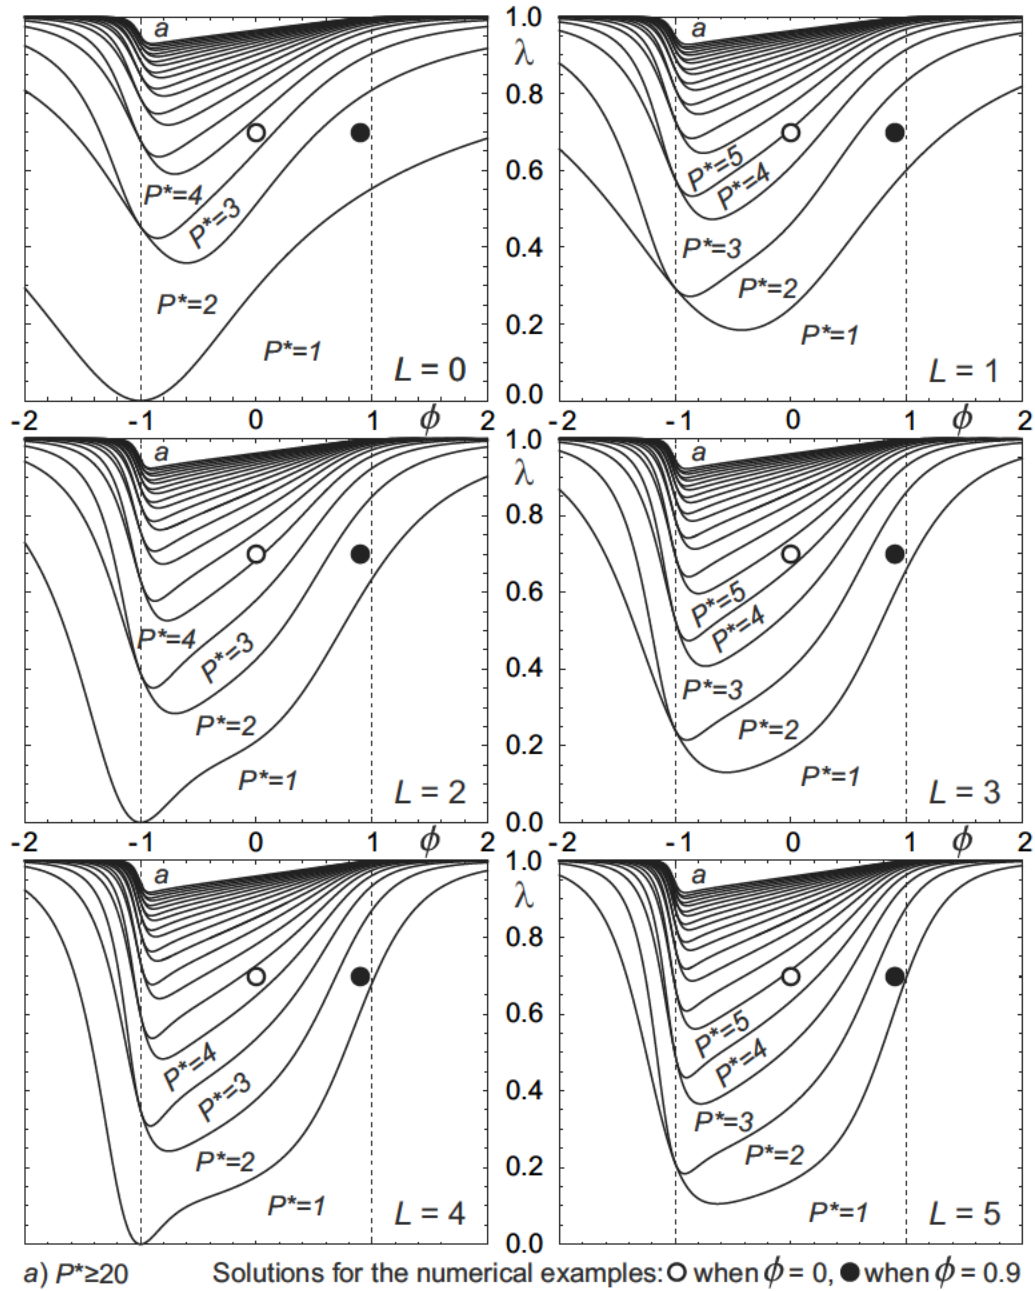 a
1.0
a
λ
0.8
0.6
P*=4
P*=3
P*=5
P*=4
0.4
P*=3
P*=2
P*=2
0.2
P*=1
P*=1
L = 0
L = 1
0.0
-2 -1 0 ϕ 1 2
-2 -1 0 1 ϕ 2
a
1.0
a
λ
0.8
0.6
P*=4
P*=3
P*=5
P*=4
0.4
P*=3
P*=2
P*=2
0.2
P*=1
P*=1
L = 2
L = 3
0.0
-2 -1 0 1 ϕ 2
-2 -1 0 1 ϕ 2
a
1.0
a
λ
0.8
0.6
P*=4
P*=3
P*=5
P*=4
0.4
P*=3
P*=2
P*=2
0.2
P*=1
P*=1
L = 4
L = 5
0.0
a) P*≥20 Solutions for the numerical examples: when ϕ = 0, when ϕ = 0.9